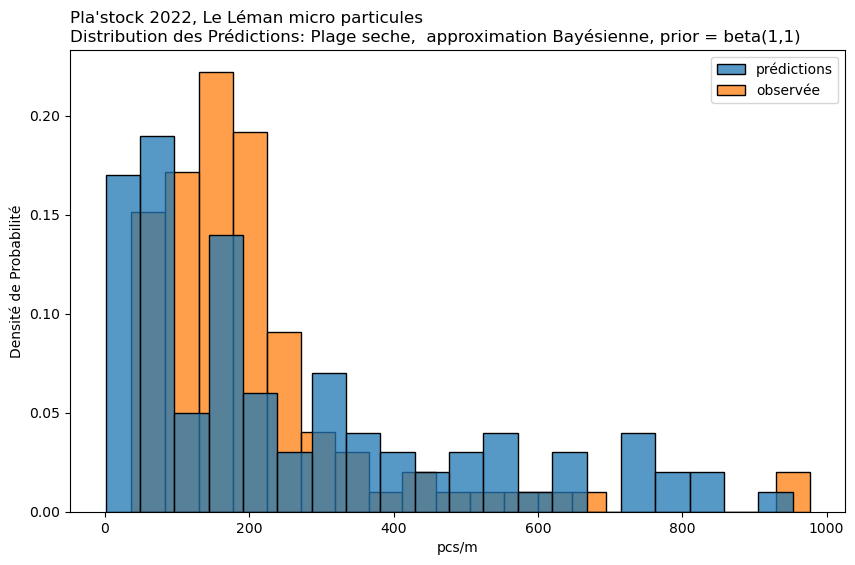 Pla'stock 2022, Le Léman micro particules
Distribution des Prédictions: Plage seche,  approximation Bayésienne, prior = beta(1,1)
prédictions
observée
0.20
0.15
0.10
0.05
0.00
Densité de Probabilité
0
200
400
600
800
1000
pcs/m